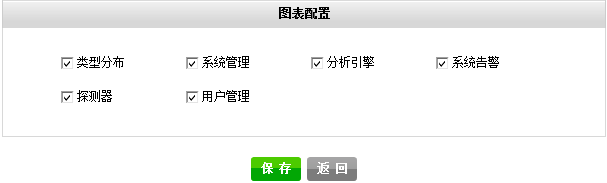 图表配置
类型分布 系统管理 分析引擎 系统告警
探测器 用户管理
保存 返回